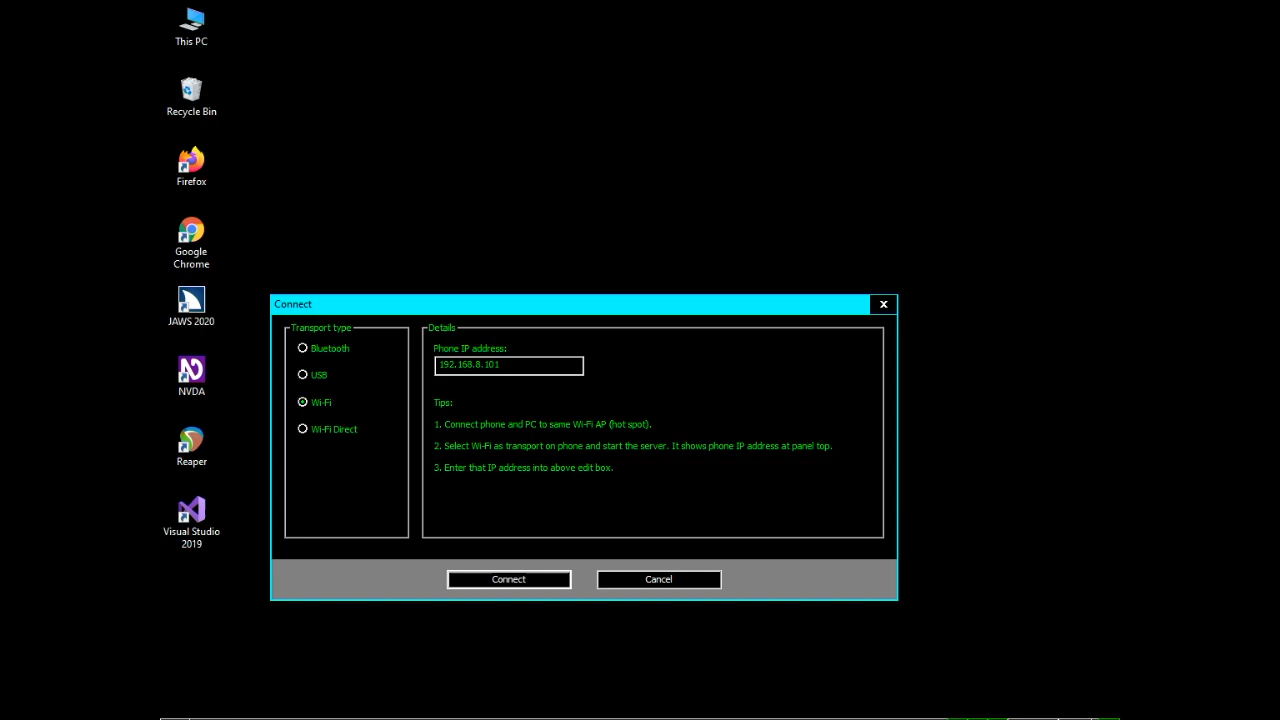 This PC
Recycle Bin
Firefox
Google
Chrome
JAWS 2020
NVDA
Reaper
Visual Studio
2019
Connect
X
Transport type
Bluetooth
USB
Wi-Fi
Wi-Fi Direct
Details
Phone IP address:
192.168.8.101
Tips:
1. Connect phone and PC to same Wi-Fi AP (hot spot).
2. Select Wi-Fi as transport on phone and start the server. It shows phone IP address at panel top.
3. Enter that IP address into above edit box.
Connect
Cancel